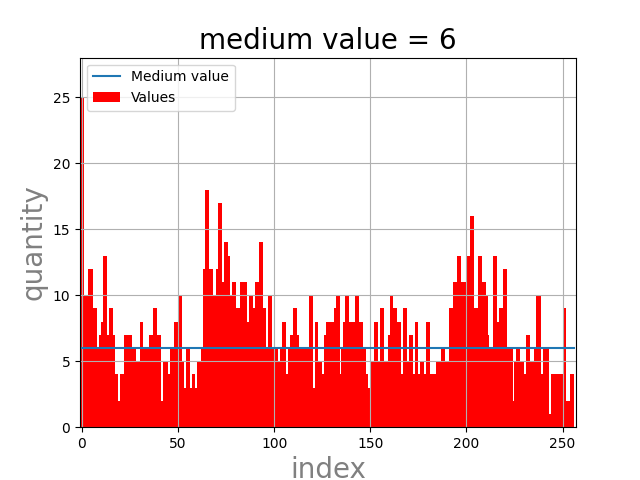 medium value = 6
Medium value
Values
quantity
25
20
15
10
5
0
0 50 100 150 200 250
index